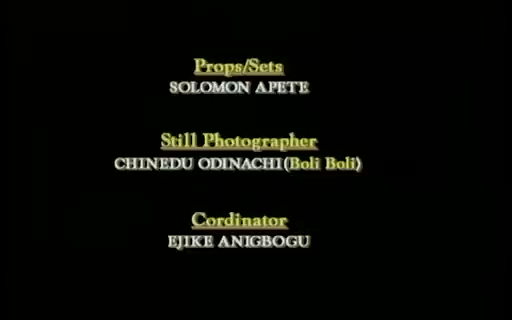 Props/Sets
SOLOMON APETE
Still Photographer
CHINEDU ODINACHI(Boli Boli)
Cordinator
EJIKE ANIGBOGU